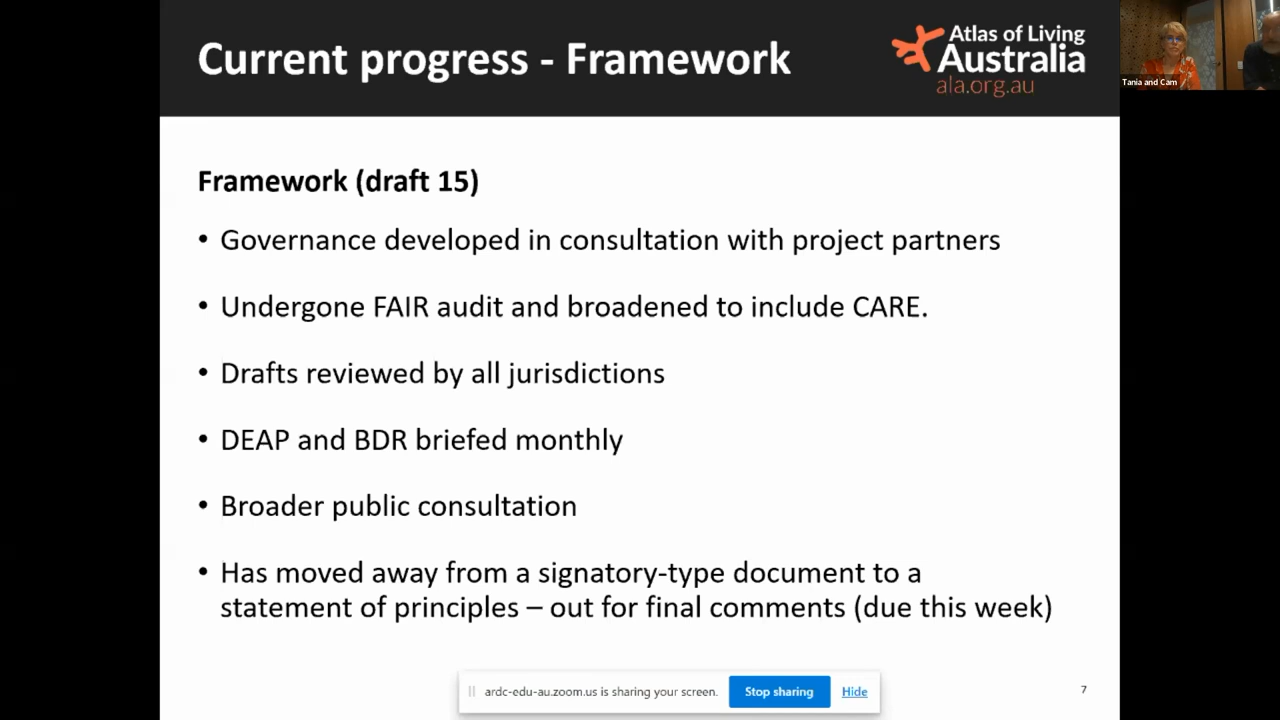 Current progress - Framework
Atlas of Living
Australia
ala.org.au
Tania and Cam
Framework (draft 15)
• Governance developed in consultation with project partners
• Undergone FAIR audit and broadened to include CARE.
• Drafts reviewed by all jurisdictions
• DEAP and BDR briefed monthly
• Broader public consultation
• Has moved away from a signatory-type document to a
statement of principles – out for final comments (due this week)
ardc-edu-au.zoom.us is sharing your screen.
Stop sharing
Hide
7